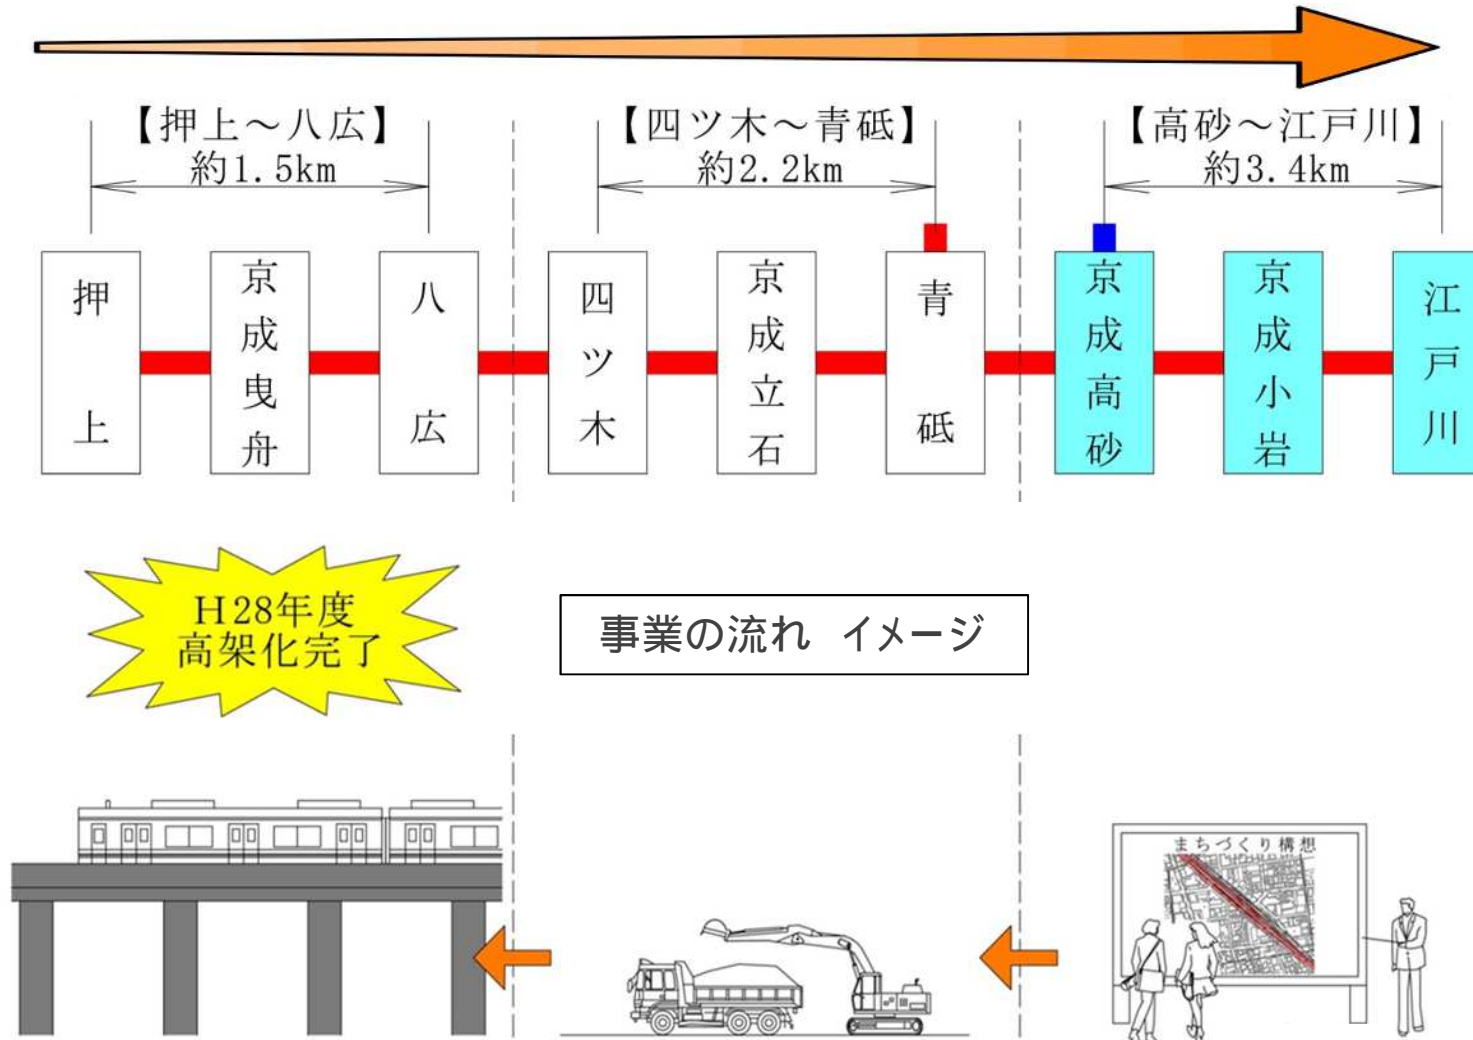 【押上～八広】
約1.5km
【四ツ木～青砥】
約2.2km
【高砂～江戸川】
約3.4km
押上
京成曳舟
八広
四ツ木
京成立石
青砥
京成高砂
京成小岩
江戸川
H28年度
高架化完了
事業の流れ　イメージ
まちづくり構想